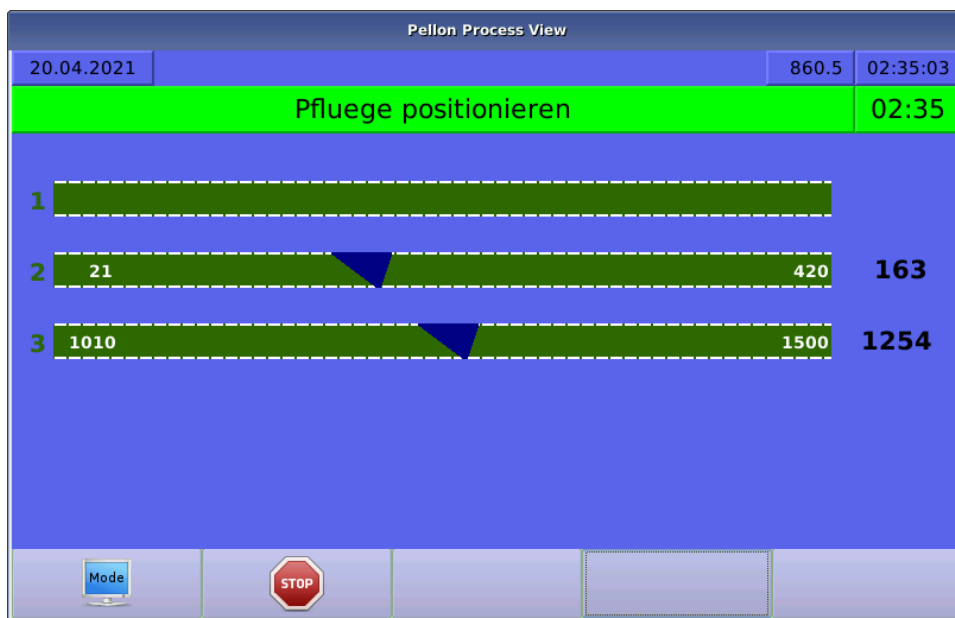 Pellon Process View
20.04.2021 860.5 02:35:03
Pfluege positionieren 02:35
1
2 21 420 163
3 1010 1500 1254
Mode STOP